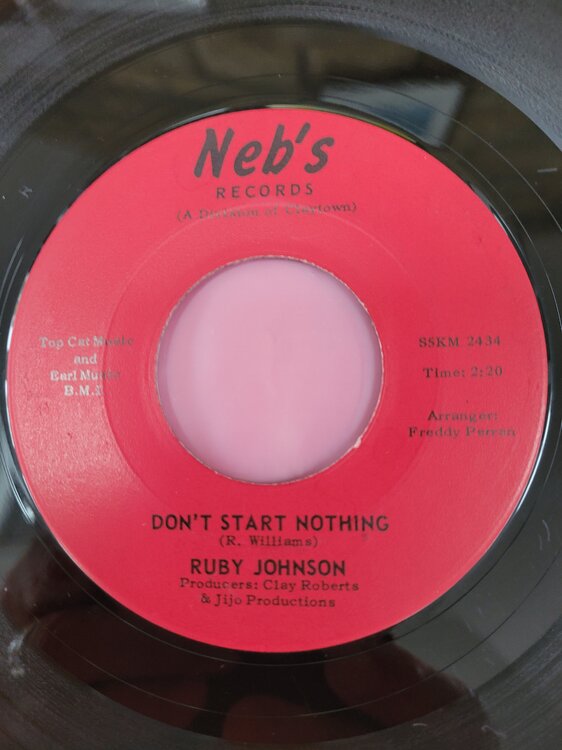 Neb's
RECORDS
(A Division of Claytown)
Top Cat Music
and
Earl Music
B.M.I
SSKM 2434
Time: 2:20
Arranger:
Freddy Perren
DON'T START NOTHING
(R. Williams)
RUBY JOHNSON
Producers: Clay Roberts
& Jijo Productions